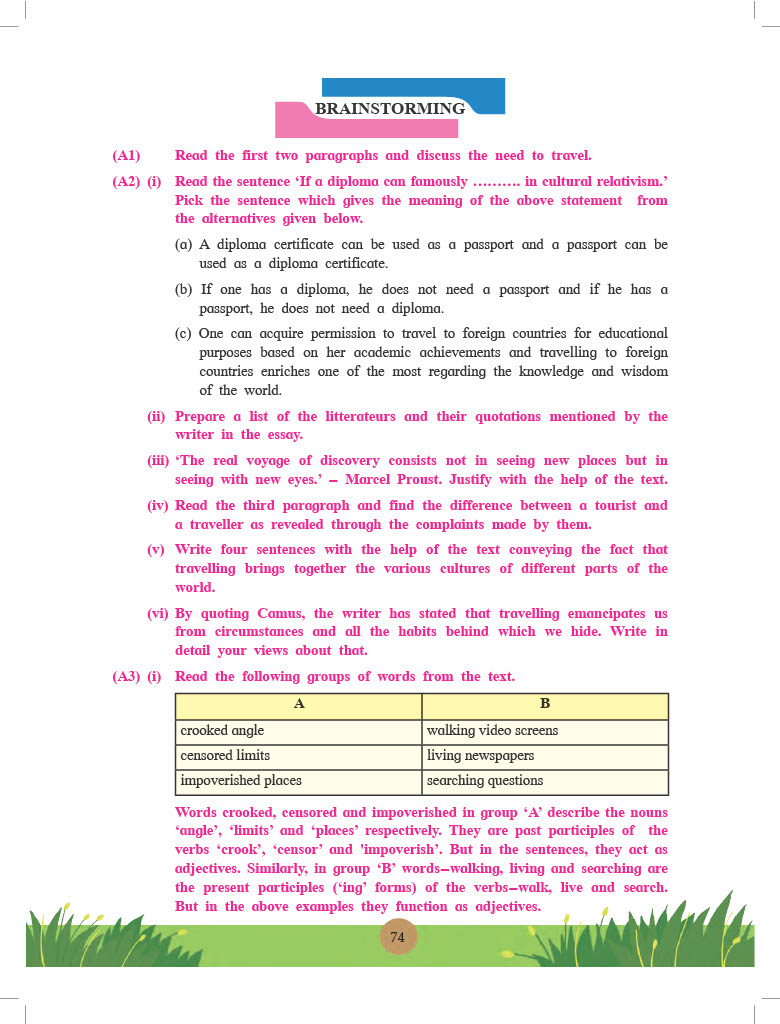 BRAINSTORMING
(A1) Read the first two paragraphs and discuss the need to travel.
(A2) (i) Read the sentence ‘If a diploma can famously ………. in cultural relativism.’
Pick the sentence which gives the meaning of the above statement from
the alternatives given below.
(a) A diploma certificate can be used as a passport and a passport can be
used as a diploma certificate.
(b) If one has a diploma, he does not need a passport and if he has a
passport, he does not need a diploma.
(c) One can acquire permission to travel to foreign countries for educational
purposes based on her academic achievements and travelling to foreign
countries enriches one of the most regarding the knowledge and wisdom
of the world.
(ii) Prepare a list of the litterateurs and their quotations mentioned by the
writer in the essay.
(iii) ‘The real voyage of discovery consists not in seeing new places but in
seeing with new eyes.’ – Marcel Proust. Justify with the help of the text.
(iv) Read the third paragraph and find the difference between a tourist and
a traveller as revealed through the complaints made by them.
(v) Write four sentences with the help of the text conveying the fact that
travelling brings together the various cultures of different parts of the
world.
(vi) By quoting Camus, the writer has stated that travelling emancipates us
from circumstances and all the habits behind which we hide. Write in
detail your views about that.
(A3) (i) Read the following groups of words from the text.
A B
crooked angle walking video screens
censored limits living newspapers
impoverished places searching questions
Words crooked, censored and impoverished in group ‘A’ describe the nouns
‘angle’, ‘limits’ and ‘places’ respectively. They are past participles of the
verbs ‘crook’, ‘censor’ and 'impoverish’. But in the sentences, they act as
adjectives. Similarly, in group ‘B’ words–walking, living and searching are
the present participles (‘ing’ forms) of the verbs–walk, live and search.
But in the above examples they function as adjectives.
74